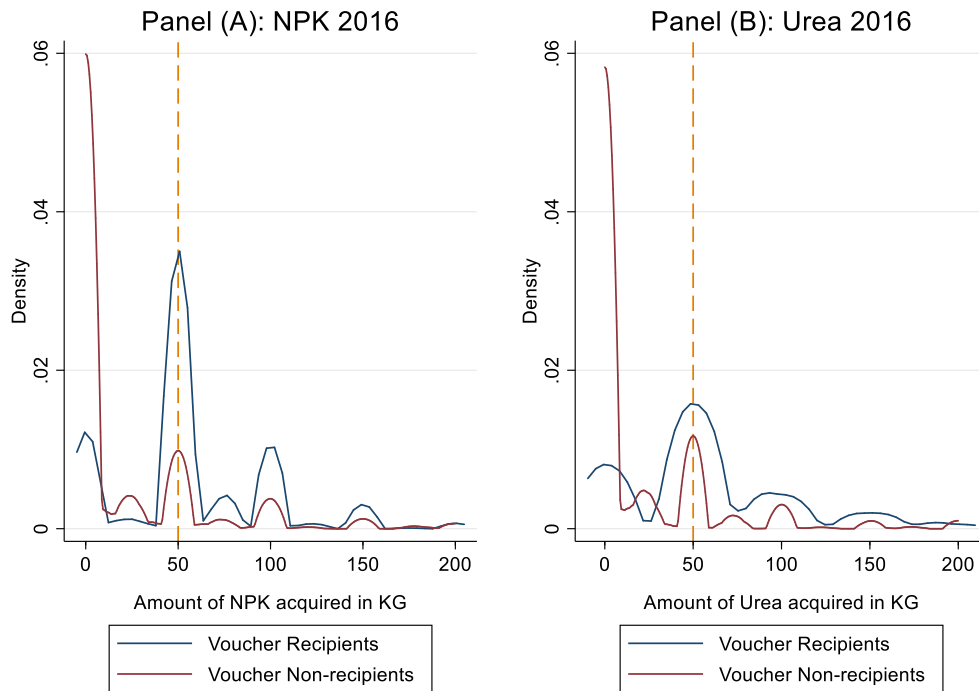 Panel (A): NPK 2016
.06
.04
.02
0
Density
0 50 100 150 200
Amount of NPK acquired in KG
Voucher Recipients
Voucher Non-recipients
Panel (B): Urea 2016
.06
.04
.02
0
Density
0 50 100 150 200
Amount of Urea acquired in KG
Voucher Recipients
Voucher Non-recipients